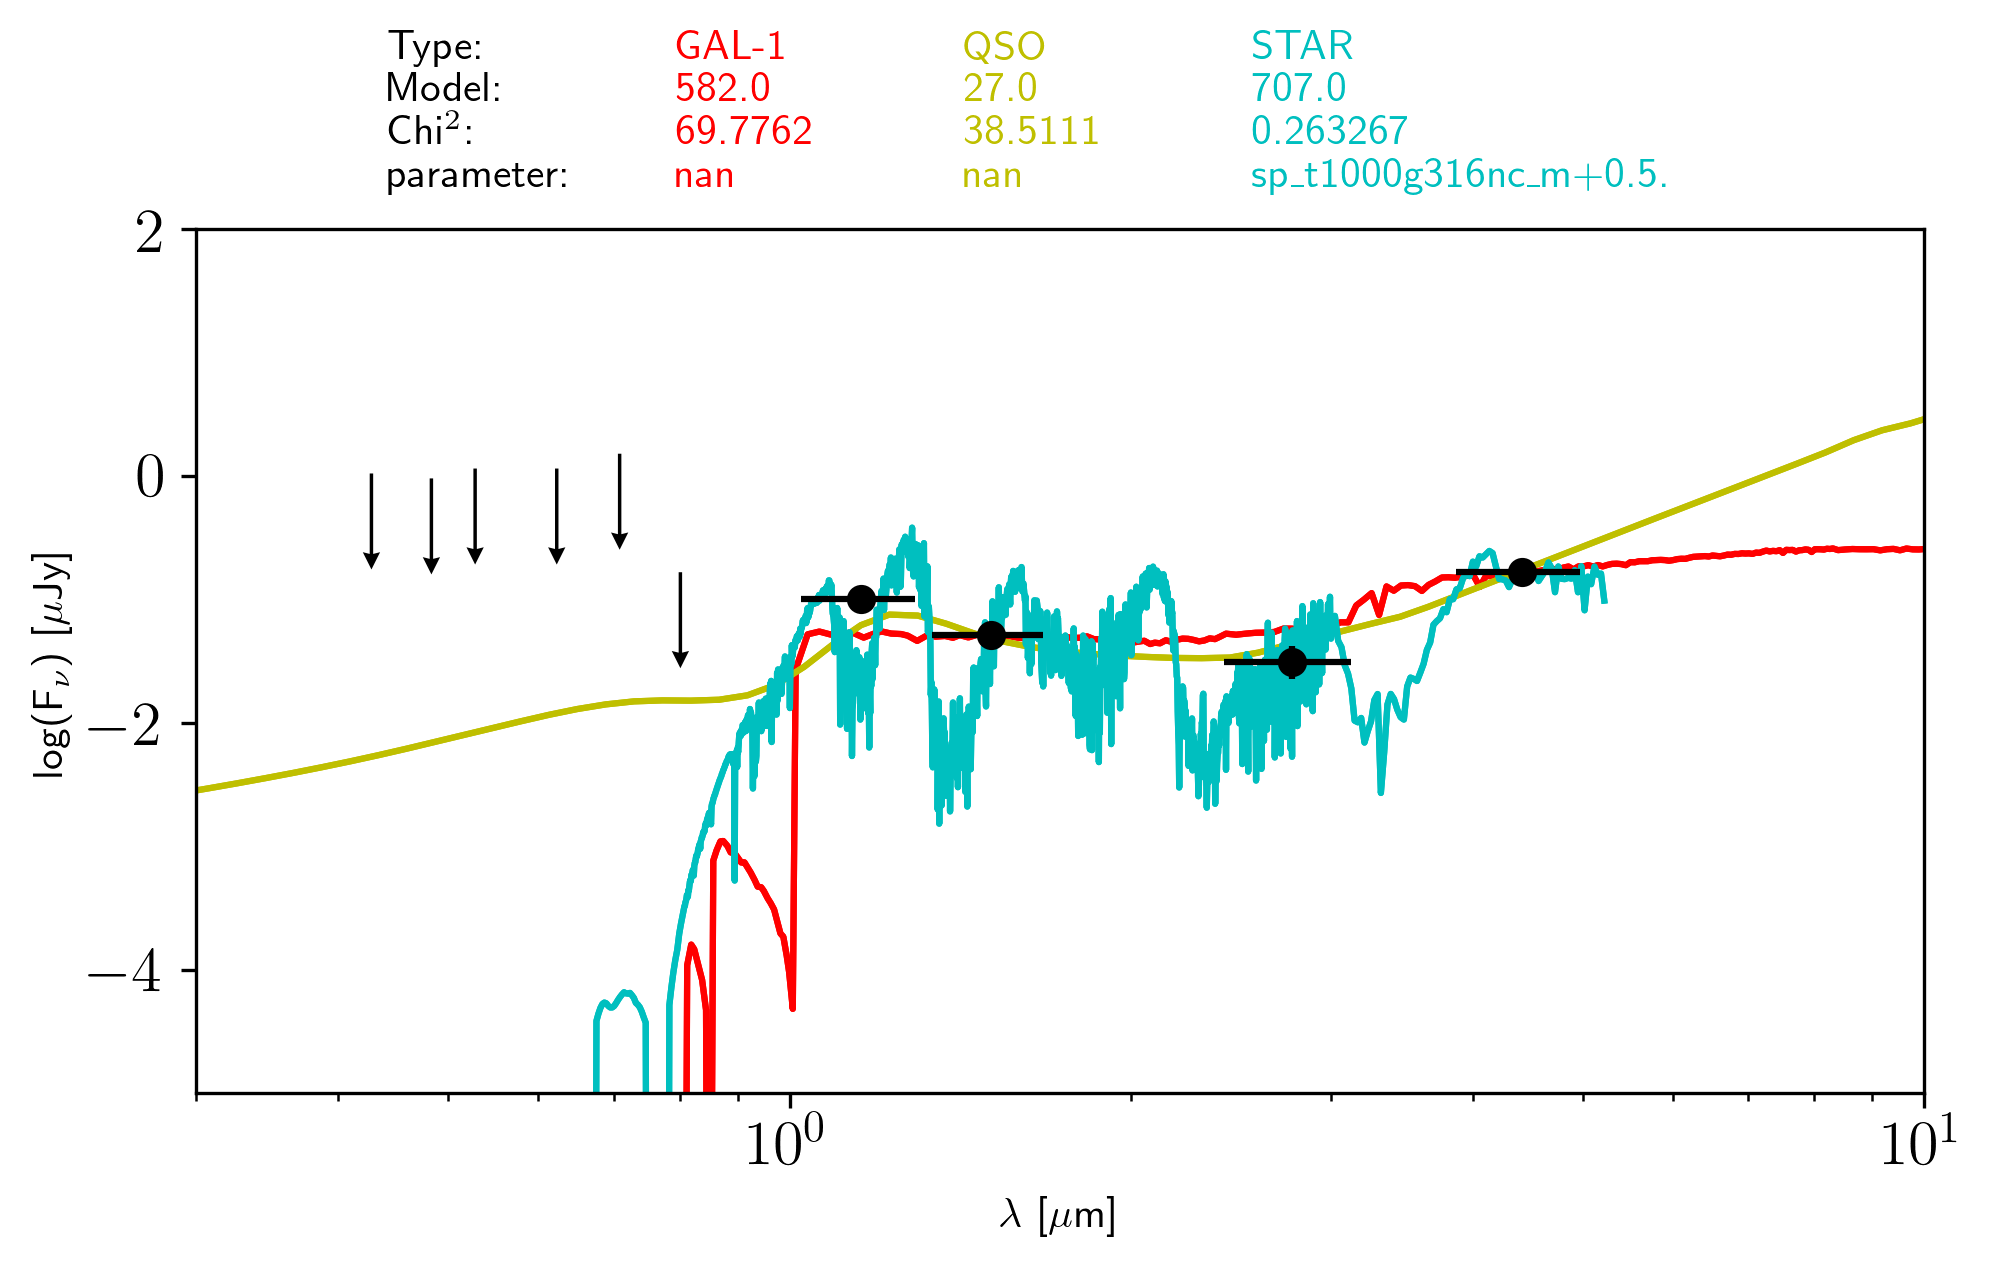 Type: GAL-1 QSO STAR
Model: 582.0 27.0 707.0
Chi²: 69.7762 38.5111 0.263267
parameter: nan nan sp_t1000g316nc_m+0.5.
2
0
−2
−4
log(Fν) [μJy]
10⁰ 10¹
λ [μm]